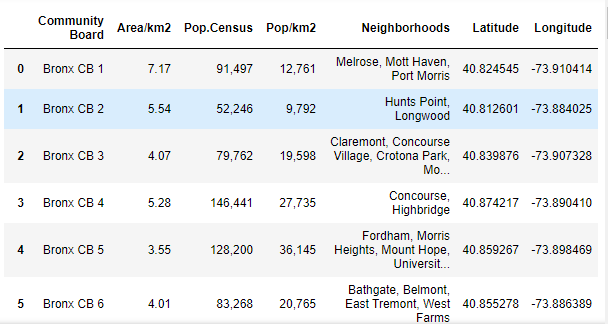 Community Board Area/km2 Pop.Census Pop/km2 Neighborhoods Latitude Longitude
0 Bronx CB 1 7.17 91,497 12,761 Melrose, Mott Haven, Port Morris 40.824545 -73.910414
1 Bronx CB 2 5.54 52,246 9,792 Hunts Point, Longwood 40.812601 -73.884025
2 Bronx CB 3 4.07 79,762 19,598 Claremont, Concourse Village, Crotona Park, Mo... 40.839876 -73.907328
3 Bronx CB 4 5.28 146,441 27,735 Concourse, Highbridge 40.874217 -73.890410
4 Bronx CB 5 3.55 128,200 36,145 Fordham, Morris Heights, Mount Hope, Universit... 40.859267 -73.898469
5 Bronx CB 6 4.01 83,268 20,765 Bathgate, Belmont, East Tremont, West Farms 40.855278 -73.886389